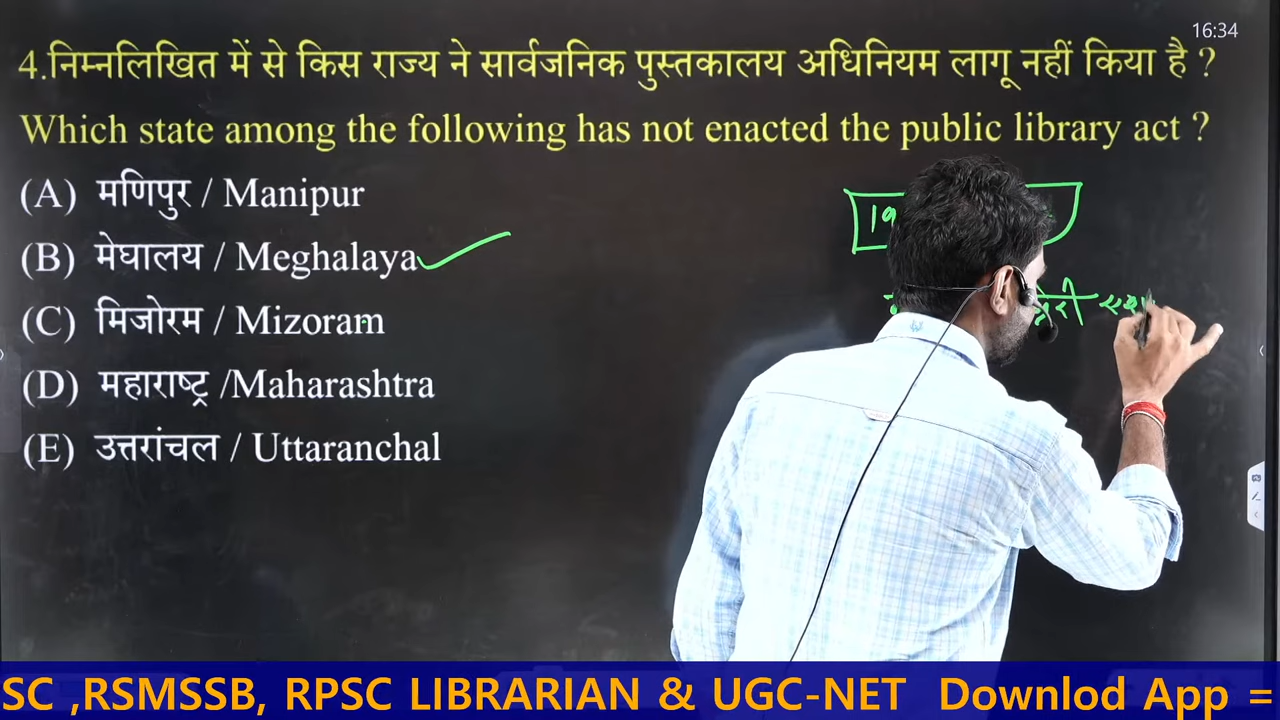 16:34
4.निम्नलिखित में से किस राज्य ने सार्वजनिक पुस्तकालय अधिनियम लागू नहीं किया है ?
Which state among the following has not enacted the public library act ?
(A) मणिपुर / Manipur
(B) मेघालय / Meghalaya
(C) मिजोरम / Mizoram
(D) महाराष्ट्र /Maharashtra
(E) उत्तरांचल / Uttaranchal
SC ,RSMSSB, RPSC LIBRARIAN & UGC-NET Downlod App =